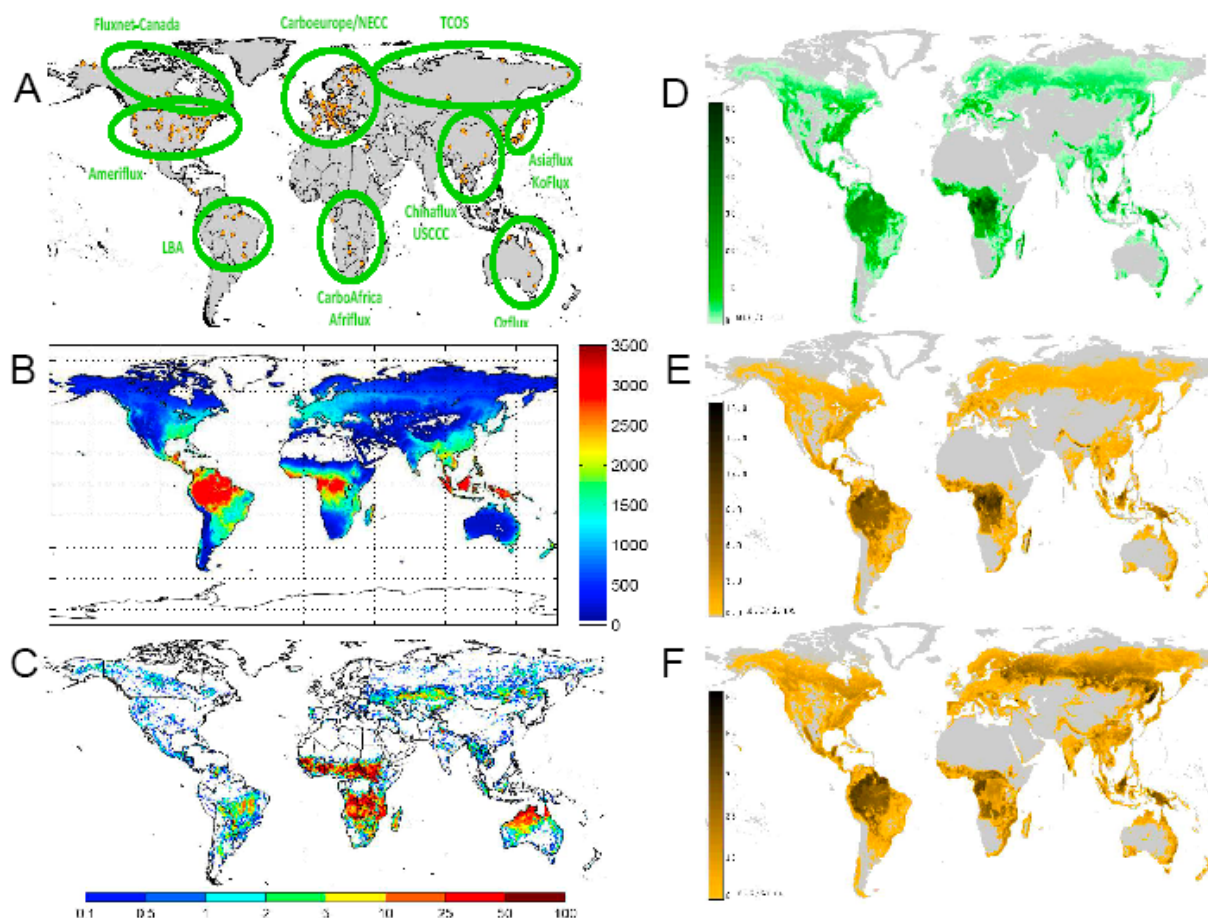 Fluxnet-Canada
Carboeurope/NECC
TCOS
A
Ameriflux
Asiaflux
KoFlux
Chinaflux
USCCC
LBA
CarboAfrica
Afriflux
Ozflux
B
3500
3000
2500
2000
1500
1000
500
0
C
0.1 0.5 1 2 5 10 25 50 100
D
E
F